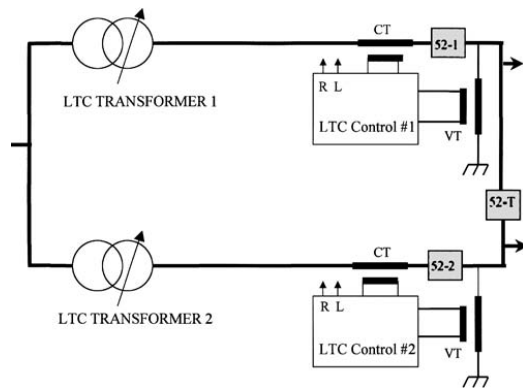 CT
52-1
LTC TRANSFORMER 1
R L
LTC Control #1
VT
52-T
CT
52-2
LTC TRANSFORMER 2
R L
LTC Control #2
VT